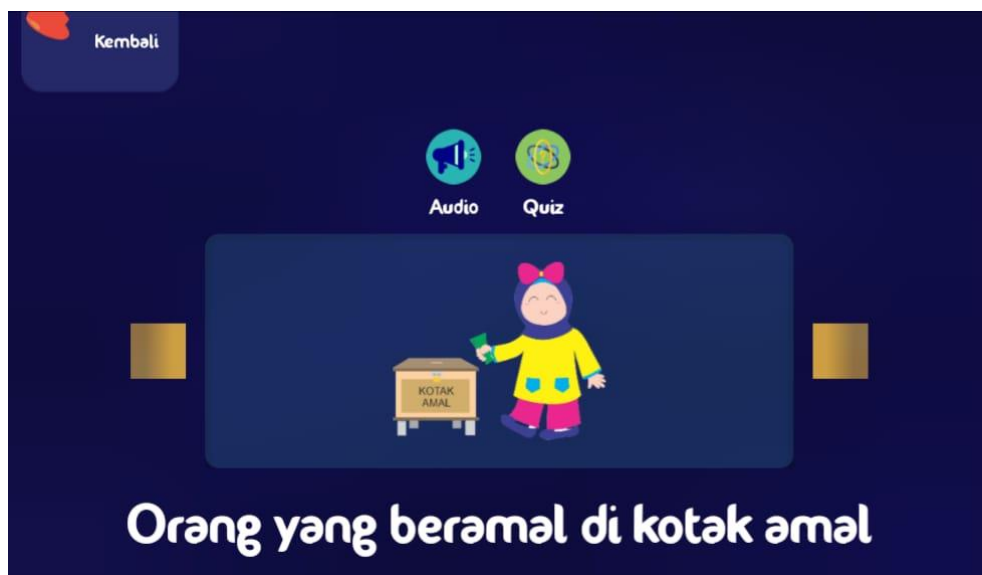 Kembali
Audio
Quiz
KOTAK
AMAL
Orang yang beramal di kotak amal